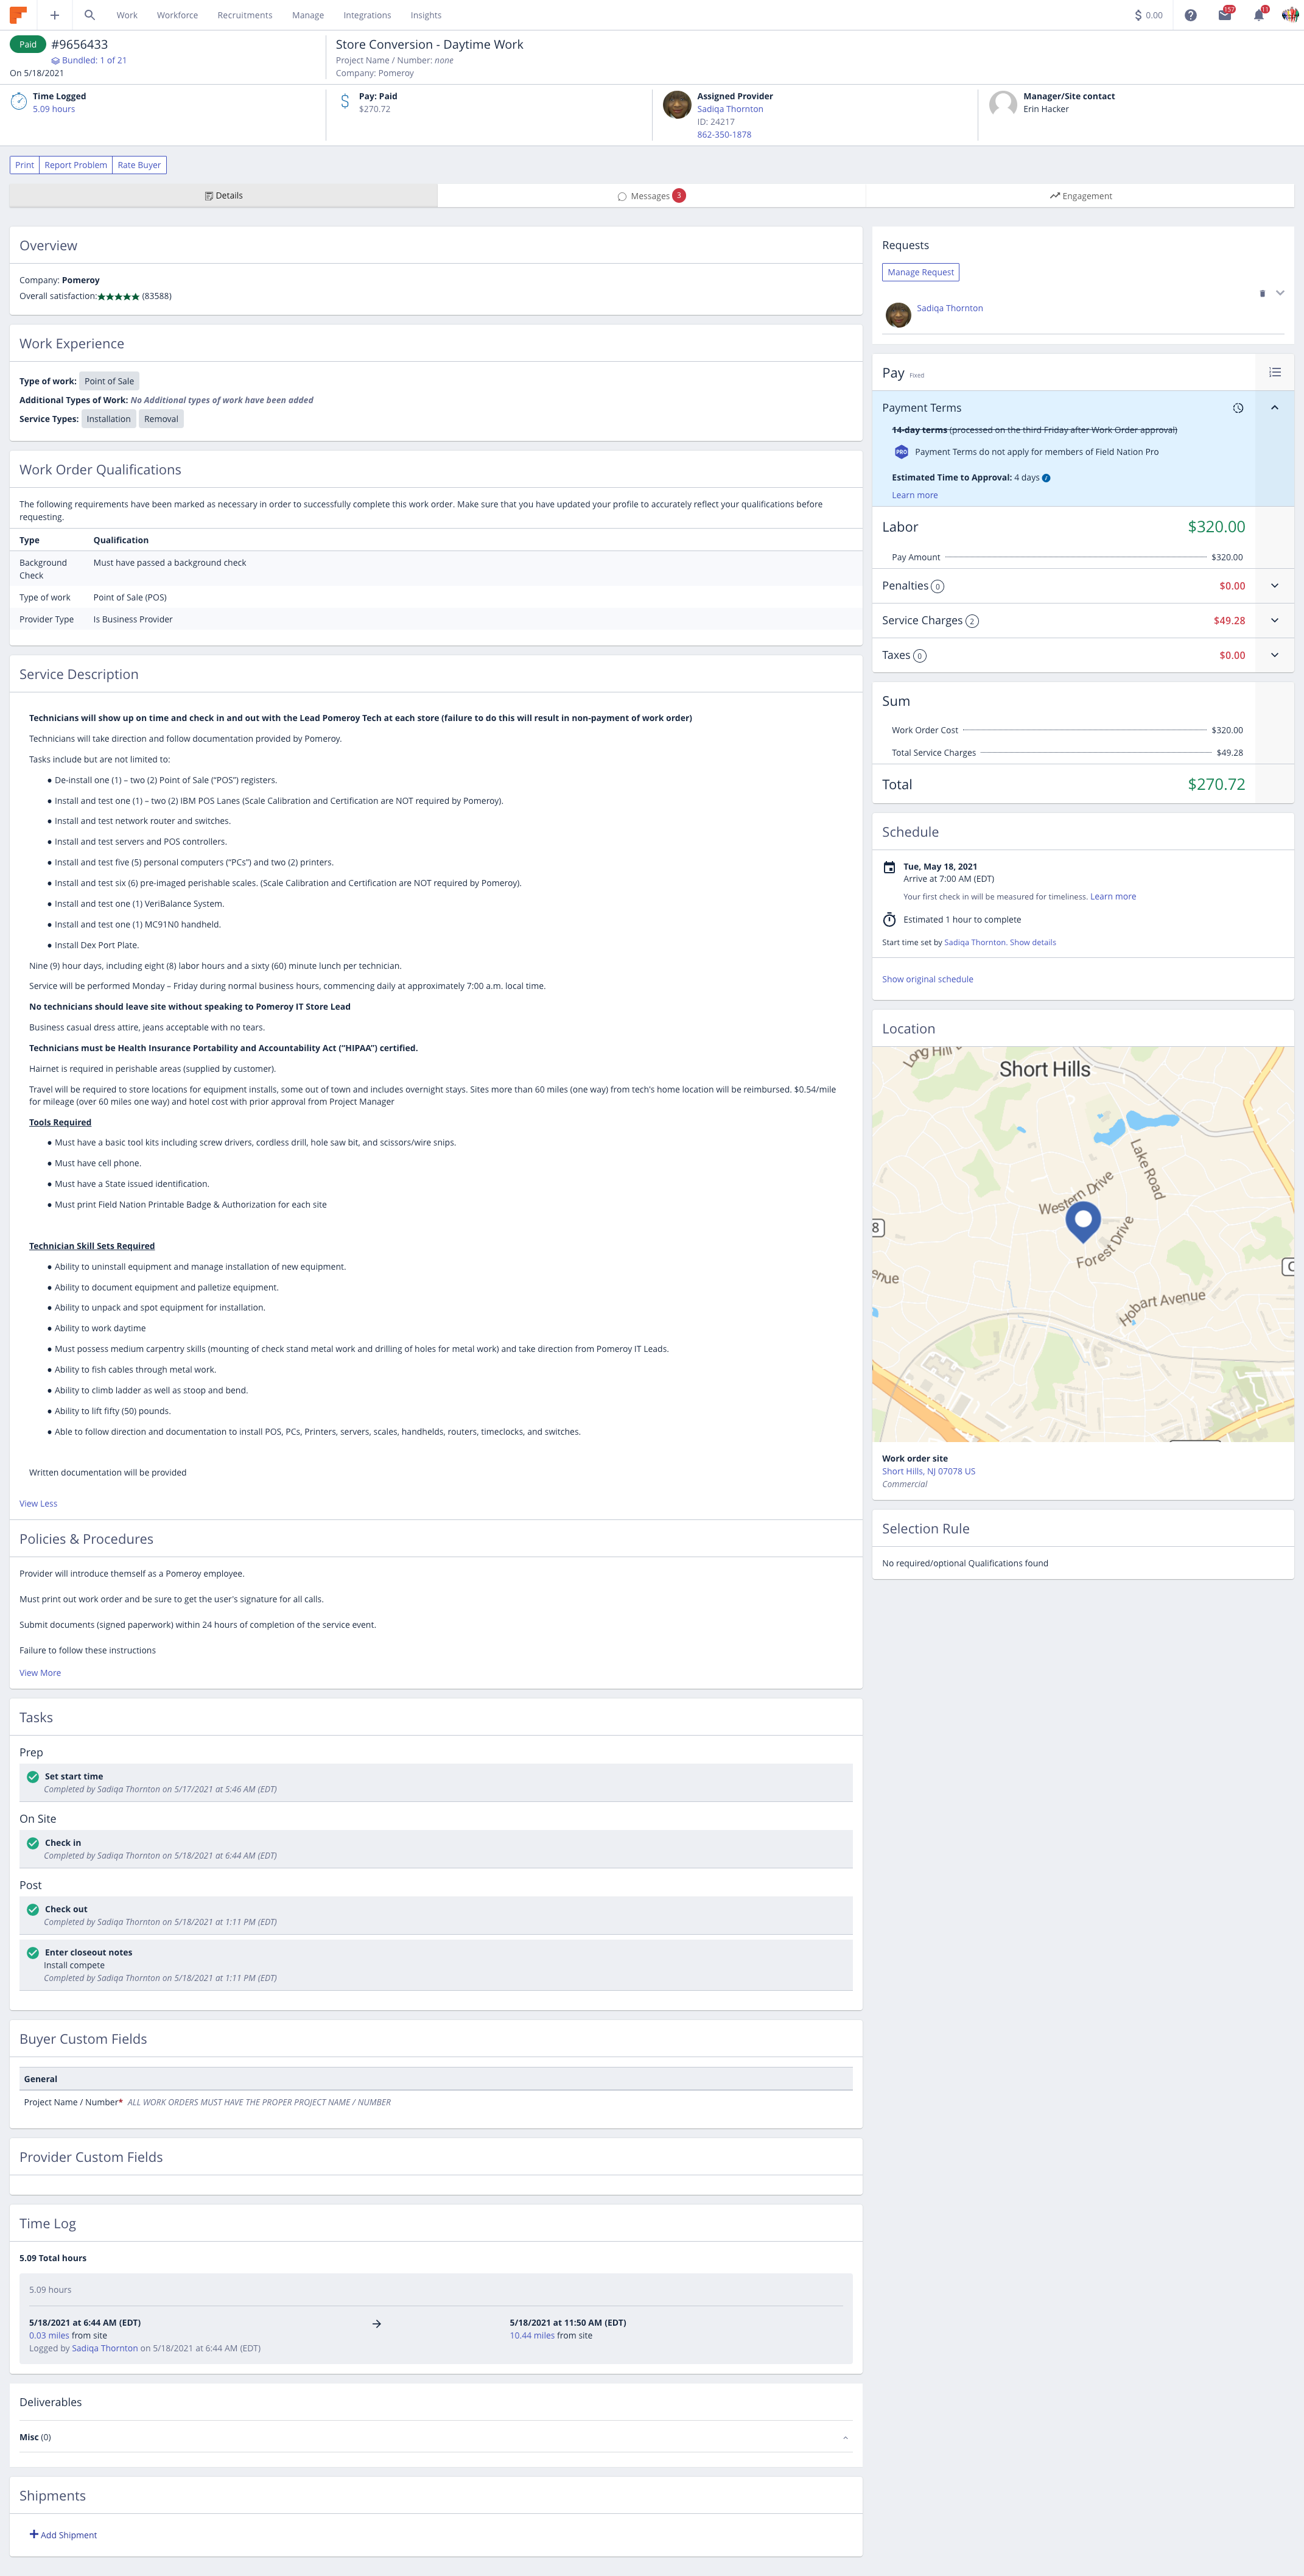 Work Workforce Recruitments Manage Integrations Insights
$ 0.00 157 11
Paid #9656433
Bundled: 1 of 21
On 5/18/2021
Store Conversion - Daytime Work
Project Name / Number: none
Company: Pomeroy
Time Logged
5.09 hours
Pay: Paid
$270.72
Assigned Provider
Sadiqa Thornton
ID: 24217
862-350-1878
Manager/Site contact
Erin Hacker
Print Report Problem Rate Buyer
Details Messages 3 Engagement
Overview
Company: Pomeroy
Overall satisfaction:★★★★★ (83588)
Work Experience
Type of work: Point of Sale
Additional Types of Work: No Additional types of work have been added
Service Types: Installation Removal
Work Order Qualifications
The following requirements have been marked as necessary in order to successfully complete this work order. Make sure that you have updated your profile to accurately reflect your qualifications before
requesting.
Type Qualification
Background
Check
Must have passed a background check
Type of work Point of Sale (POS)
Provider Type Is Business Provider
Service Description
Technicians will show up on time and check in and out with the Lead Pomeroy Tech at each store (failure to do this will result in non-payment of work order)
Technicians will take direction and follow documentation provided by Pomeroy.
Tasks include but are not limited to:
● De-install one (1) – two (2) Point of Sale (“POS”) registers.
● Install and test one (1) – two (2) IBM POS Lanes (Scale Calibration and Certification are NOT required by Pomeroy).
● Install and test network router and switches.
● Install and test servers and POS controllers.
● Install and test five (5) personal computers (“PCs”) and two (2) printers.
● Install and test six (6) pre-imaged perishable scales. (Scale Calibration and Certification are NOT required by Pomeroy).
● Install and test one (1) VeriBalance System.
● Install and test one (1) MC91N0 handheld.
● Install Dex Port Plate.
Nine (9) hour days, including eight (8) labor hours and a sixty (60) minute lunch per technician.
Service will be performed Monday – Friday during normal business hours, commencing daily at approximately 7:00 a.m. local time.
No technicians should leave site without speaking to Pomeroy IT Store Lead
Business casual dress attire, jeans acceptable with no tears.
Technicians must be Health Insurance Portability and Accountability Act (“HIPAA”) certified.
Hairnet is required in perishable areas (supplied by customer).
Travel will be required to store locations for equipment installs, some out of town and includes overnight stays. Sites more than 60 miles (one way) from tech's home location will be reimbursed. $0.54/mile
for mileage (over 60 miles one way) and hotel cost with prior approval from Project Manager
Tools Required
● Must have a basic tool kits including screw drivers, cordless drill, hole saw bit, and scissors/wire snips.
● Must have cell phone.
● Must have a State issued identification.
● Must print Field Nation Printable Badge & Authorization for each site
Technician Skill Sets Required
● Ability to uninstall equipment and manage installation of new equipment.
● Ability to document equipment and palletize equipment.
● Ability to unpack and spot equipment for installation.
● Ability to work daytime
● Must possess medium carpentry skills (mounting of check stand metal work and drilling of holes for metal work) and take direction from Pomeroy IT Leads.
● Ability to fish cables through metal work.
● Ability to climb ladder as well as stoop and bend.
● Ability to lift fifty (50) pounds.
● Able to follow direction and documentation to install POS, PCs, Printers, servers, scales, handhelds, routers, timeclocks, and switches.
Written documentation will be provided
View Less
Policies & Procedures
Provider will introduce themself as a Pomeroy employee.
Must print out work order and be sure to get the user's signature for all calls.
Submit documents (signed paperwork) within 24 hours of completion of the service event.
Failure to follow these instructions
View More
Tasks
Prep
Set start time
Completed by Sadiqa Thornton on 5/17/2021 at 5:46 AM (EDT)
On Site
Check in
Completed by Sadiqa Thornton on 5/18/2021 at 6:44 AM (EDT)
Post
Check out
Completed by Sadiqa Thornton on 5/18/2021 at 1:11 PM (EDT)
Enter closeout notes
Install compete
Completed by Sadiqa Thornton on 5/18/2021 at 1:11 PM (EDT)
Buyer Custom Fields
General
Project Name / Number* ALL WORK ORDERS MUST HAVE THE PROPER PROJECT NAME / NUMBER
Provider Custom Fields
Time Log
5.09 Total hours
5.09 hours
5/18/2021 at 6:44 AM (EDT)
0.03 miles from site
Logged by Sadiqa Thornton on 5/18/2021 at 6:44 AM (EDT)
5/18/2021 at 11:50 AM (EDT)
10.44 miles from site
Deliverables
Misc (0)
Shipments
Add Shipment
Requests
Manage Request
Sadiqa Thornton
Pay Fixed
Payment Terms
14-day terms (processed on the third Friday after Work Order approval)
PRO Payment Terms do not apply for members of Field Nation Pro
Estimated Time to Approval: 4 days
Learn more
Labor $320.00
Pay Amount $320.00
Penalties 0 $0.00
Service Charges 2 $49.28
Taxes 0 $0.00
Sum
Work Order Cost $320.00
Total Service Charges $49.28
Total $270.72
Schedule
Tue, May 18, 2021
Arrive at 7:00 AM (EDT)
Your first check in will be measured for timeliness. Learn more
Estimated 1 hour to complete
Start time set by Sadiqa Thornton. Show details
Show original schedule
Location
Long Hill
Short Hills
Lake Road
Western Drive
8
Forest Drive
enue
C
Hobart Avenue
Work order site
Short Hills, NJ 07078 US
Commercial
Selection Rule
No required/optional Qualifications found